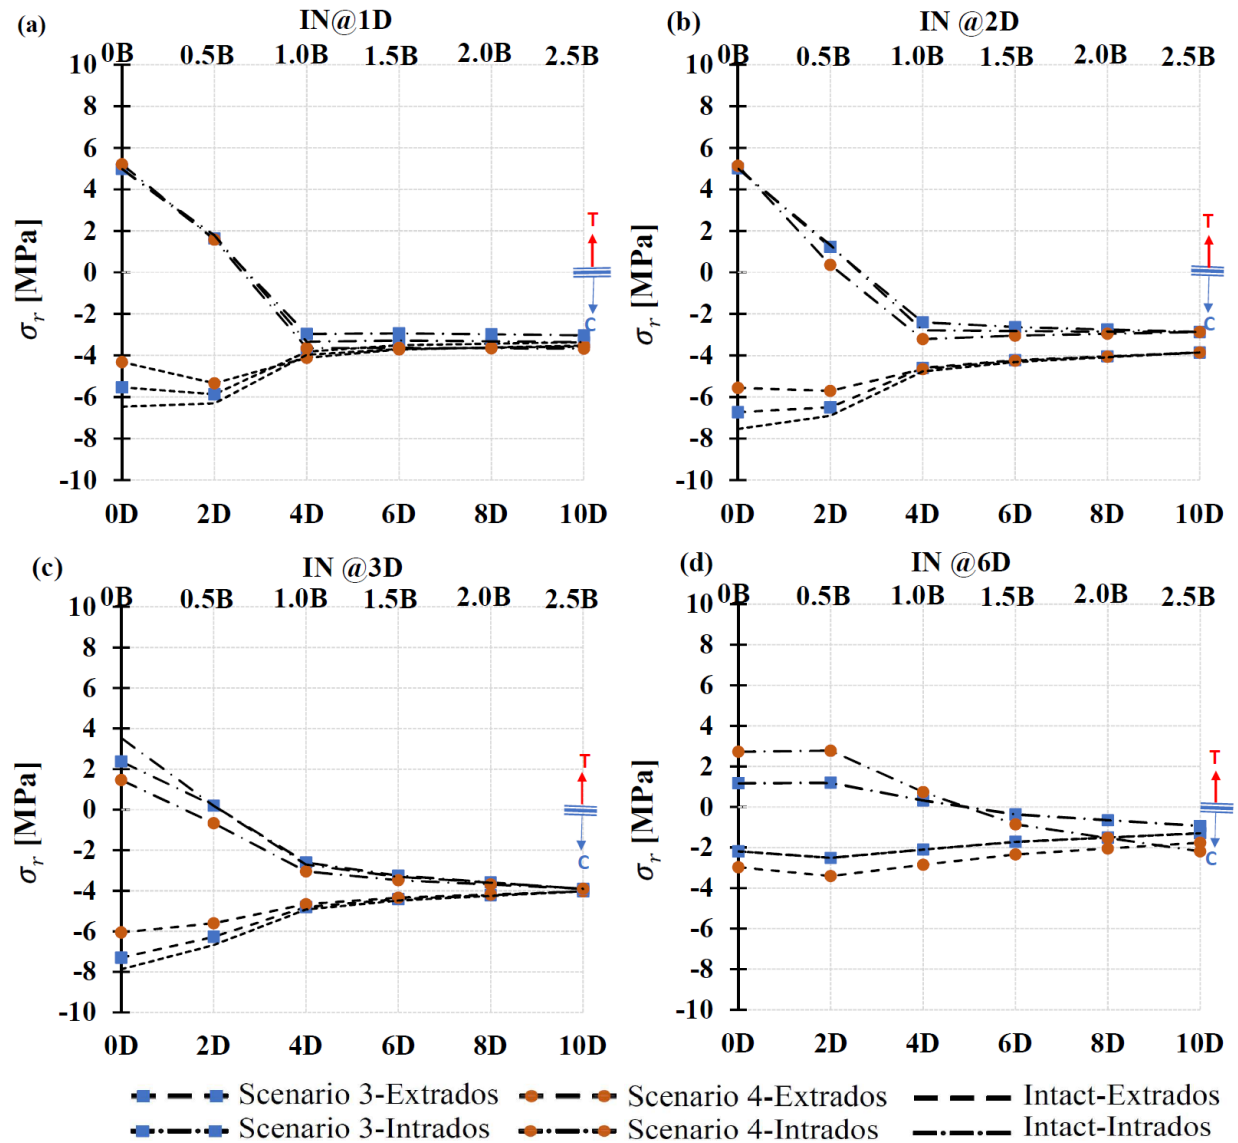 (a) IN@1D
0B 0.5B 1.0B 1.5B 2.0B 2.5B
10
8
6
4
2
0
-2
-4
-6
-8
-10
σr [MPa]
T
C
0D 2D 4D 6D 8D 10D
(b) IN @2D
0B 0.5B 1.0B 1.5B 2.0B 2.5B
10
8
6
4
2
0
-2
-4
-6
-8
-10
σr [MPa]
T
C
0D 2D 4D 6D 8D 10D
(c) IN @3D
0B 0.5B 1.0B 1.5B 2.0B 2.5B
10
8
6
4
2
0
-2
-4
-6
-8
-10
σr [MPa]
T
C
0D 2D 4D 6D 8D 10D
(d) IN @6D
0B 0.5B 1.0B 1.5B 2.0B 2.5B
10
8
6
4
2
0
-2
-4
-6
-8
-10
σr [MPa]
T
C
0D 2D 4D 6D 8D 10D
Scenario 3-Extrados Scenario 4-Extrados Intact-Extrados
Scenario 3-Intrados Scenario 4-Intrados Intact-Intrados